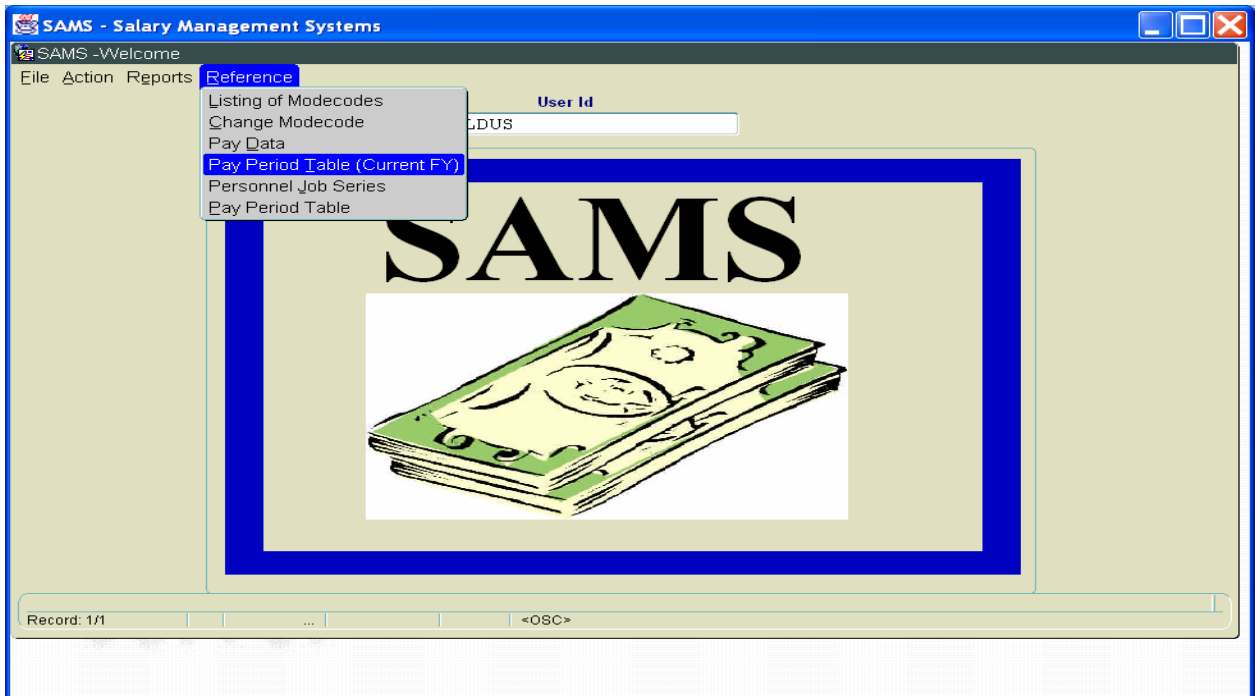 SAMS - Salary Management Systems
SAMS -Welcome
File Action Reports Reference
User Id
LDUS
Listing of Modecodes
Change Modecode
Pay Data
Pay Period Table (Current FY)
Personnel Job Series
Pay Period Table
SAMS
Record: 1/1 ... <OSC>